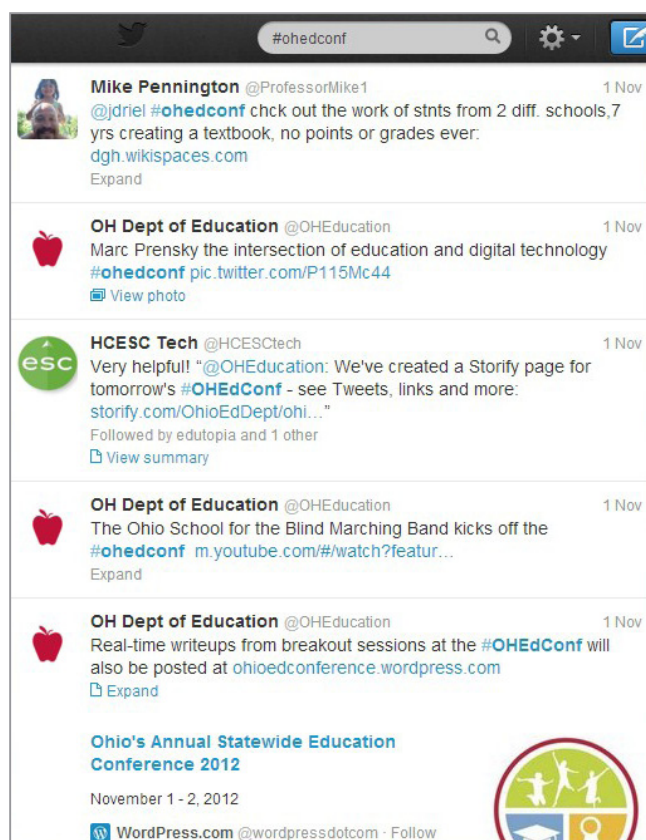 #ohedconf
Mike Pennington @ProfessorMike1 1 Nov
@jdriel #ohedconf chck out the work of stnts from 2 diff. schools,7
yrs creating a textbook, no points or grades ever:
dgh.wikispaces.com
Expand
OH Dept of Education @OHEducation 1 Nov
Marc Prensky the intersection of education and digital technology
#ohedconf pic.twitter.com/P115Mc44
View photo
esc
HCESC Tech @HCESCtech 1 Nov
Very helpful! “@OHEducation: We've created a Storify page for
tomorrow's #OHEdConf - see Tweets, links and more:
storify.com/OhioEdDept/ohi…”
Followed by edutopia and 1 other
View summary
OH Dept of Education @OHEducation 1 Nov
The Ohio School for the Blind Marching Band kicks off the
#ohedconf m.youtube.com/#/watch?featur…
Expand
OH Dept of Education @OHEducation 1 Nov
Real-time writeups from breakout sessions at the #OHEdConf will
also be posted at ohioedconference.wordpress.com
Expand
Ohio's Annual Statewide Education
Conference 2012
November 1 - 2, 2012
WordPress.com @wordpressdotcom · Follow